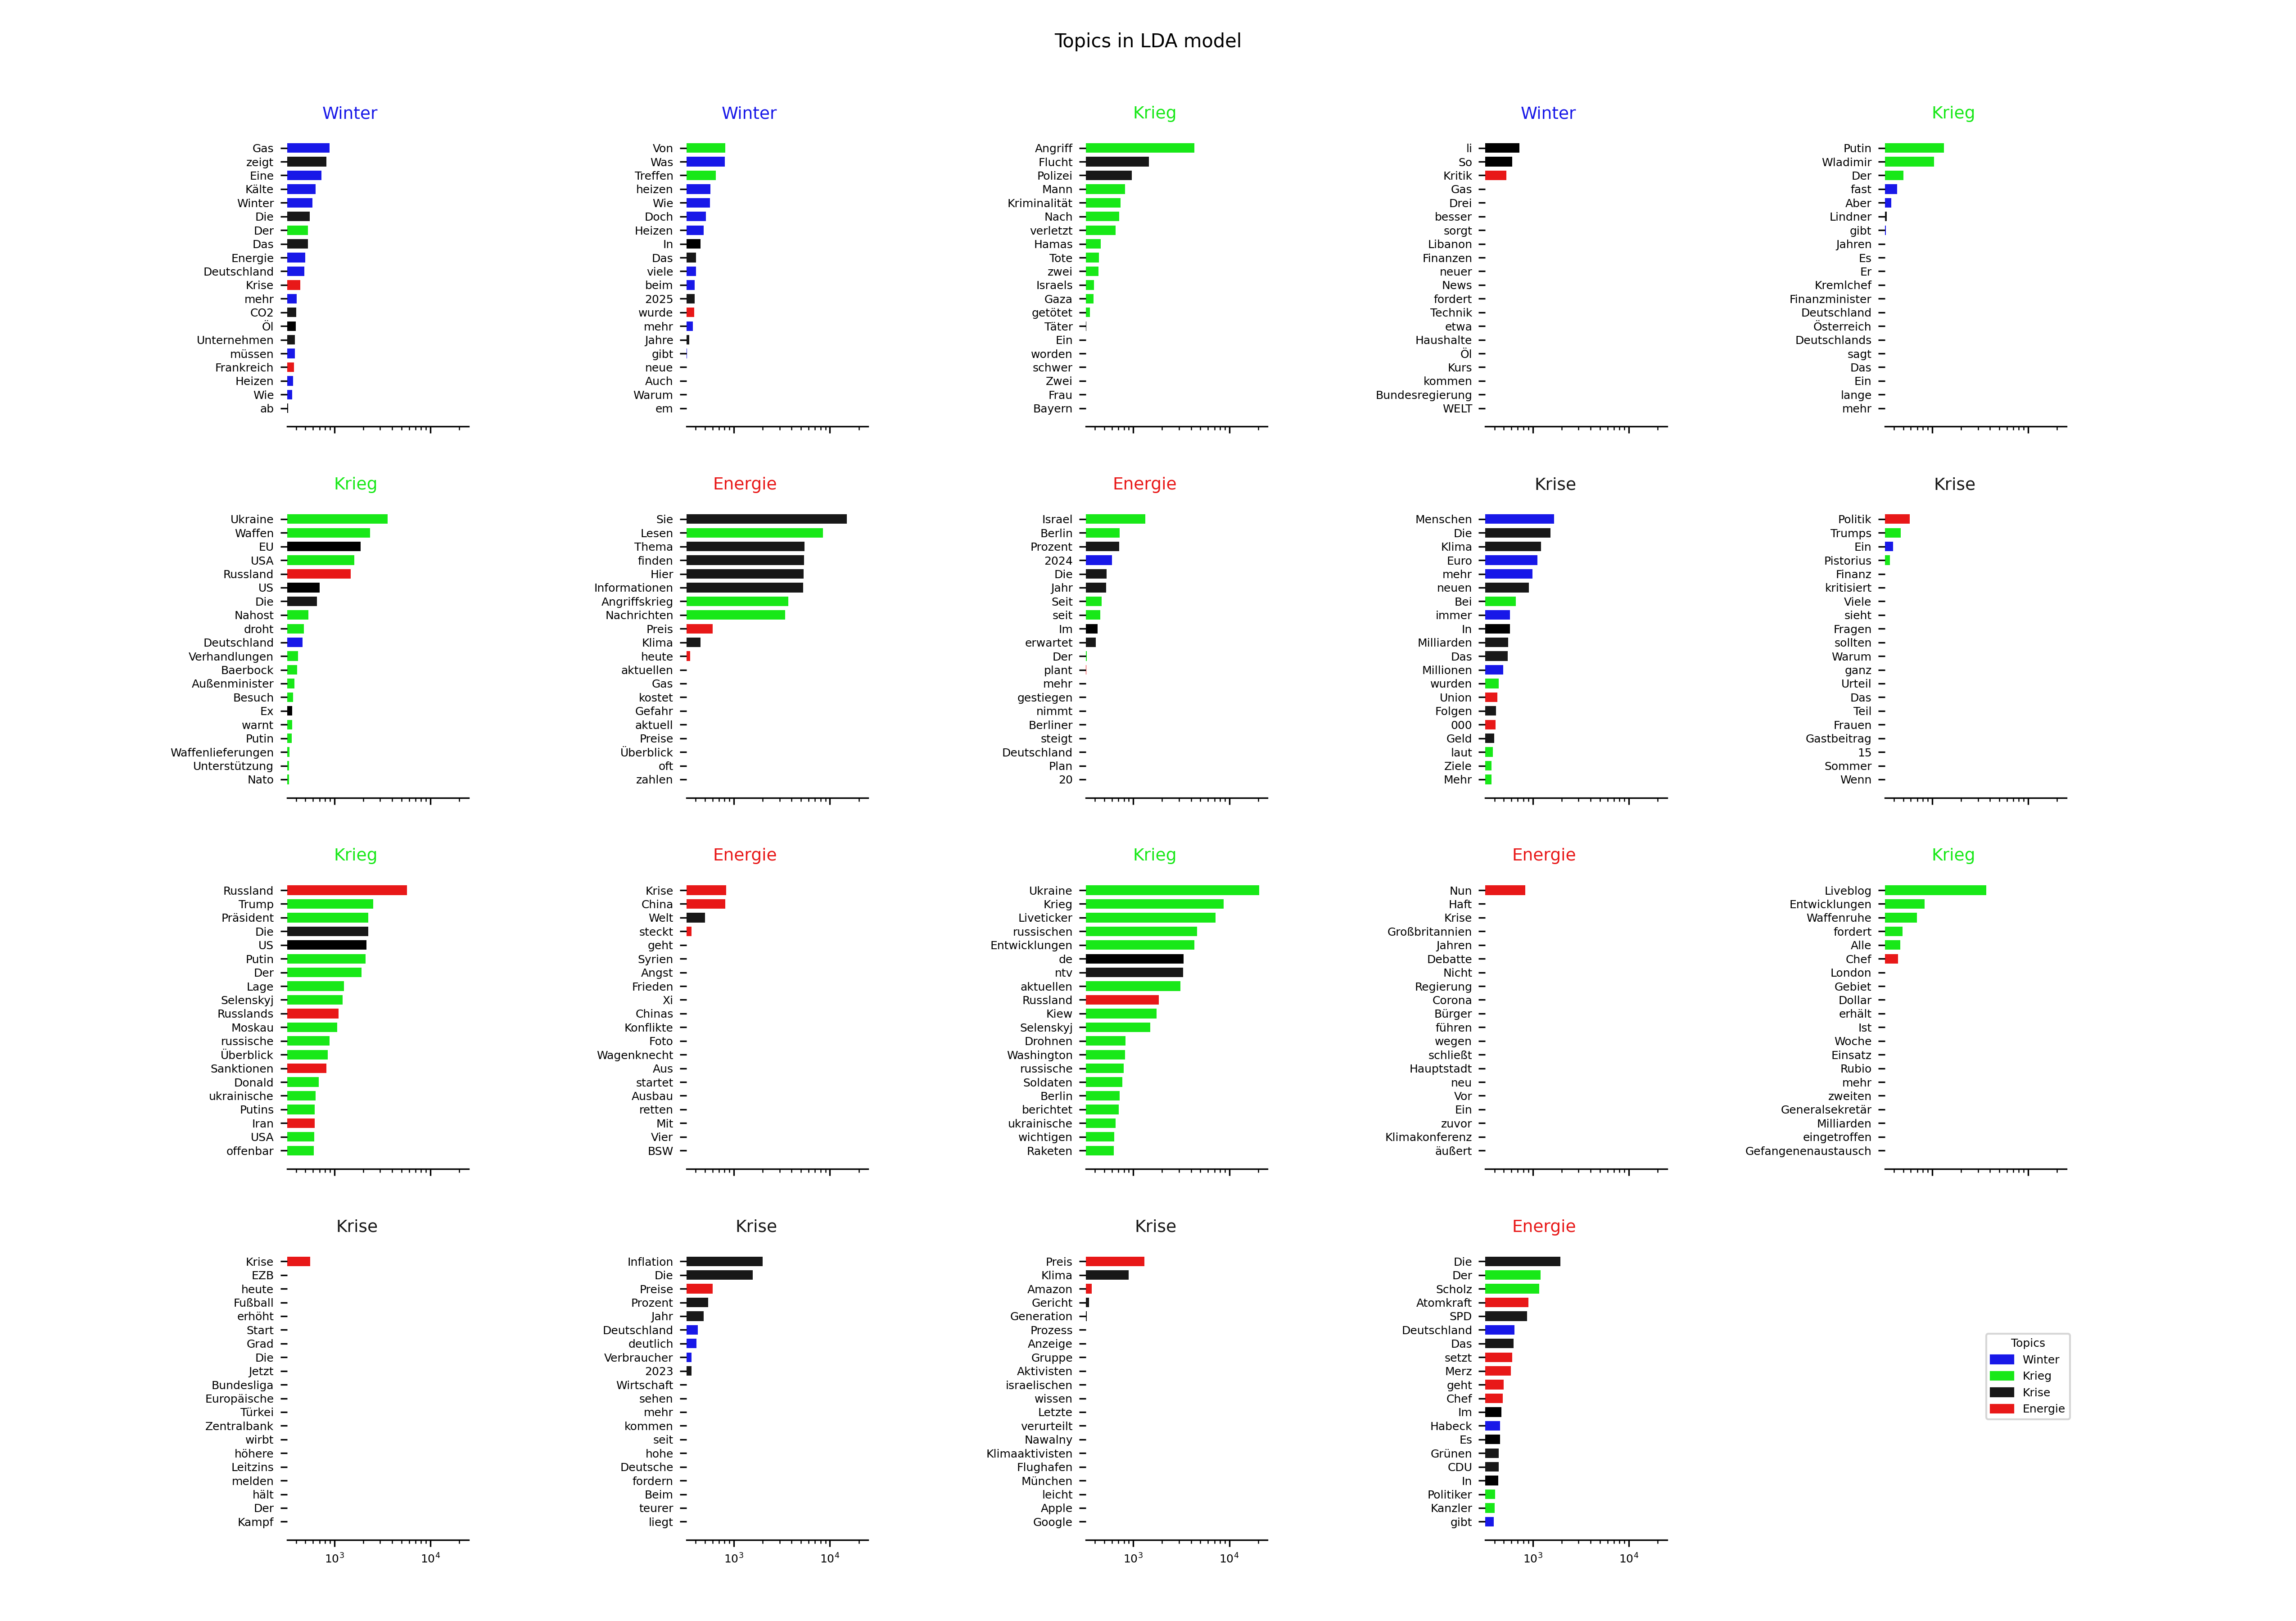 Topics in LDA model
Winter
Gas
zeigt
Eine
Kälte
Winter
Die
Der
Das
Energie
Deutschland
Krise
mehr
CO2
Öl
Unternehmen
müssen
Frankreich
Heizen
Wie
ab
Winter
Von
Was
Treffen
heizen
Wie
Doch
Heizen
In
Das
viele
beim
2025
wurde
mehr
Jahre
gibt
neue
Auch
Warum
em
Krieg
Angriff
Flucht
Polizei
Mann
Kriminalität
Nach
verletzt
Hamas
Tote
zwei
Israels
Gaza
getötet
Täter
Ein
worden
schwer
Zwei
Frau
Bayern
Winter
li
So
Kritik
Gas
Drei
besser
sorgt
Libanon
Finanzen
neuer
News
fordert
Technik
etwa
Haushalte
Öl
Kurs
kommen
Bundesregierung
WELT
Krieg
Putin
Wladimir
Der
fast
Aber
Lindner
gibt
Jahren
Es
Er
Kremlchef
Finanzminister
Deutschland
Österreich
Deutschlands
sagt
Das
Ein
lange
mehr
Krieg
Ukraine
Waffen
EU
USA
Russland
US
Die
Nahost
droht
Deutschland
Verhandlungen
Baerbock
Außenminister
Besuch
Ex
warnt
Putin
Waffenlieferungen
Unterstützung
Nato
Energie
Sie
Lesen
Thema
finden
Hier
Informationen
Angriffskrieg
Nachrichten
Preis
Klima
heute
aktuellen
Gas
kostet
Gefahr
aktuell
Preise
Überblick
oft
zahlen
Energie
Israel
Berlin
Prozent
2024
Die
Jahr
Seit
seit
Im
erwartet
Der
plant
mehr
gestiegen
nimmt
Berliner
steigt
Deutschland
Plan
20
Krise
Menschen
Die
Klima
Euro
mehr
neuen
Bei
immer
In
Milliarden
Das
Millionen
wurden
Union
Folgen
000
Geld
laut
Ziele
Mehr
Krise
Politik
Trumps
Ein
Pistorius
Finanz
kritisiert
Viele
sieht
Fragen
sollten
Warum
ganz
Urteil
Das
Teil
Frauen
Gastbeitrag
15
Sommer
Wenn
Krieg
Russland
Trump
Präsident
Die
US
Putin
Der
Lage
Selenskyj
Russlands
Moskau
russische
Überblick
Sanktionen
Donald
ukrainische
Putins
Iran
USA
offenbar
Energie
Krise
China
Welt
steckt
geht
Syrien
Angst
Frieden
Xi
Chinas
Konflikte
Foto
Wagenknecht
Aus
startet
Ausbau
retten
Mit
Vier
BSW
Krieg
Ukraine
Krieg
Liveticker
russischen
Entwicklungen
de
ntv
aktuellen
Russland
Kiew
Selenskyj
Drohnen
Washington
russische
Soldaten
Berlin
berichtet
ukrainische
wichtigen
Raketen
Energie
Nun
Haft
Krise
Großbritannien
Jahren
Debatte
Nicht
Regierung
Corona
Bürger
führen
wegen
schließt
Hauptstadt
neu
Vor
Ein
zuvor
Klimakonferenz
äußert
Krieg
Liveblog
Entwicklungen
Waffenruhe
fordert
Alle
Chef
London
Gebiet
Dollar
erhält
Ist
Woche
Einsatz
Rubio
mehr
zweiten
Generalsekretär
Milliarden
eingetroffen
Gefangenenaustausch
Krise
Krise
EZB
heute
Fußball
erhöht
Start
Grad
Die
Jetzt
Bundesliga
Europäische
Türkei
Zentralbank
wirbt
höhere
Leitzins
melden
hält
Der
Kampf
10³ 10⁴
Krise
Inflation
Die
Preise
Prozent
Jahr
Deutschland
deutlich
Verbraucher
2023
Wirtschaft
sehen
mehr
kommen
seit
hohe
Deutsche
fordern
Beim
teurer
liegt
10³ 10⁴
Krise
Preis
Klima
Amazon
Gericht
Generation
Prozess
Anzeige
Gruppe
Aktivisten
israelischen
wissen
Letzte
verurteilt
Nawalny
Klimaaktivisten
Flughafen
München
leicht
Apple
Google
10³ 10⁴
Energie
Die
Der
Scholz
Atomkraft
SPD
Deutschland
Das
setzt
Merz
geht
Chef
Im
Habeck
Es
Grünen
CDU
In
Politiker
Kanzler
gibt
10³ 10⁴
Topics
Winter
Krieg
Krise
Energie